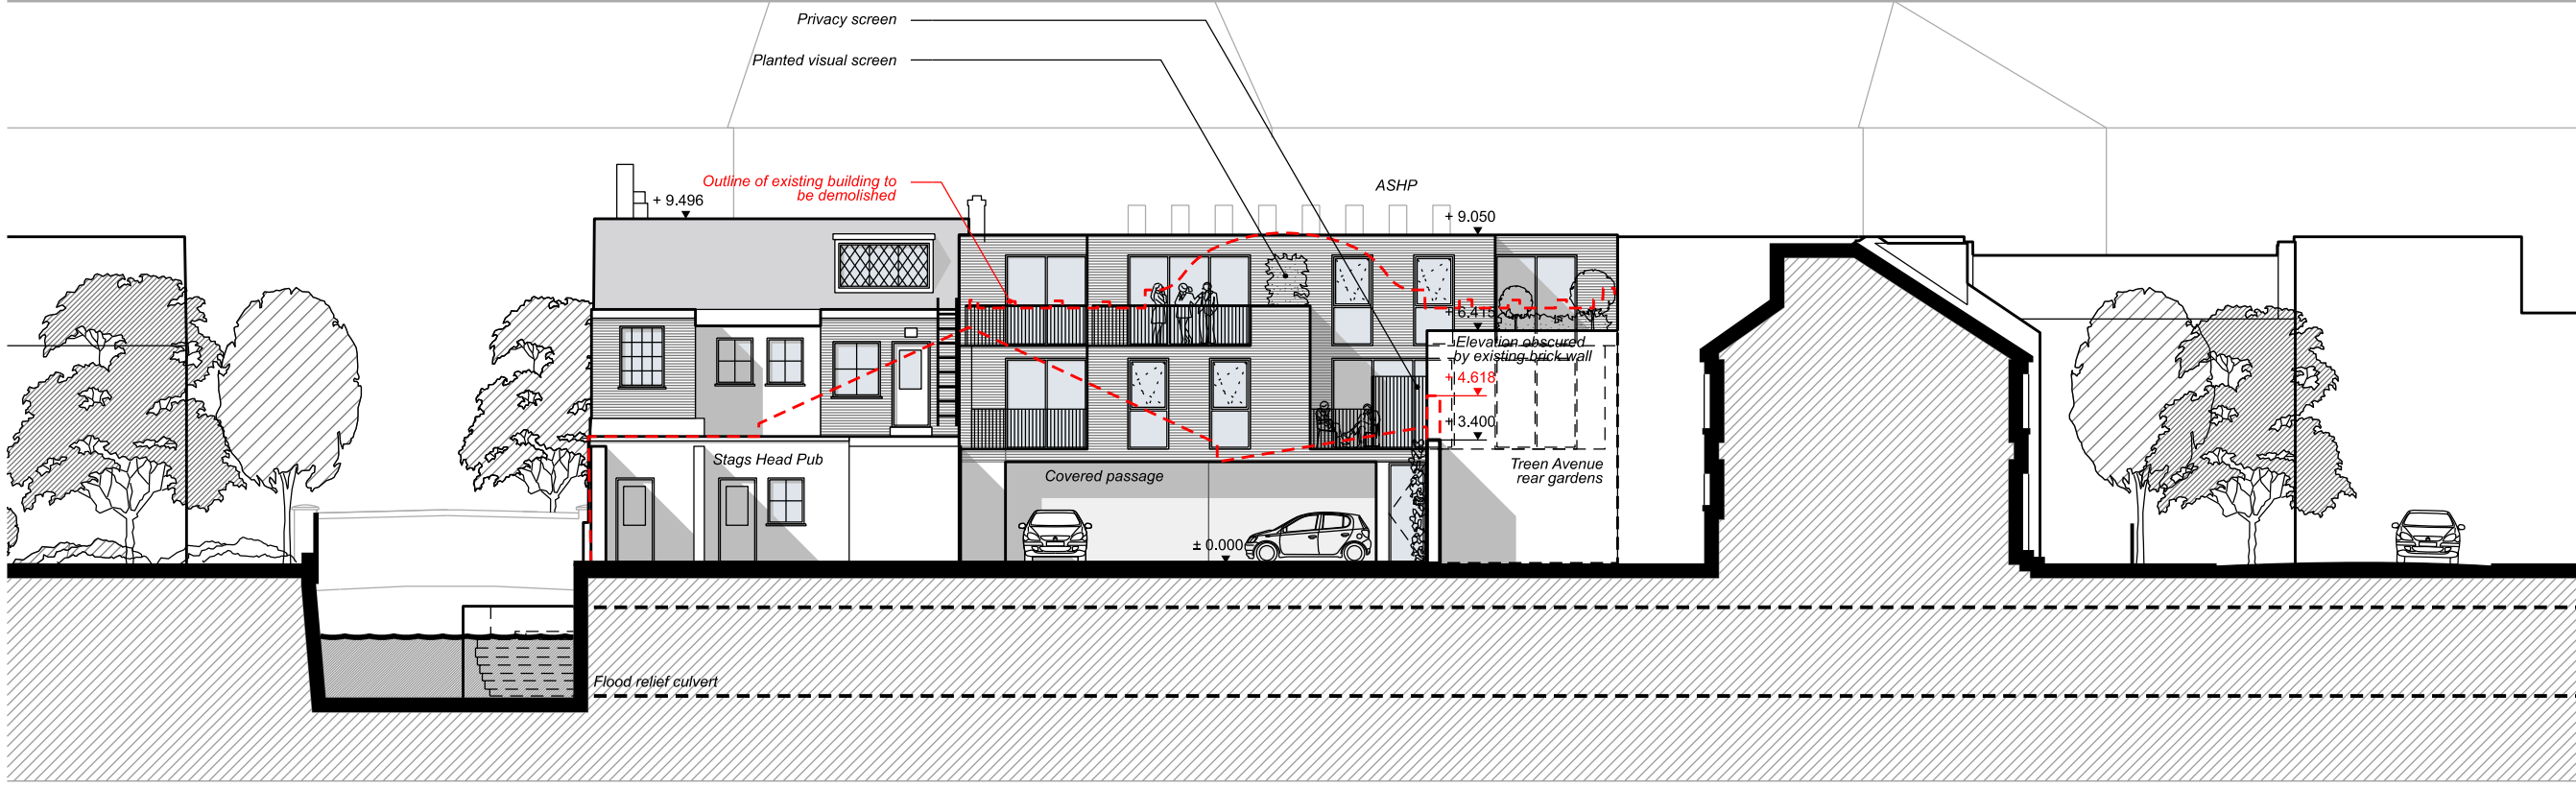 Privacy screen
Planted visual screen
Outline of existing building to
be demolished
ASHP
+ 9.496
+ 9.050
+ 6.415
Elevation obscured
by existing brick wall
+ 4.618
+ 3.400
Stags Head Pub
Covered passage
Treen Avenue
rear gardens
± 0.000
Flood relief culvert